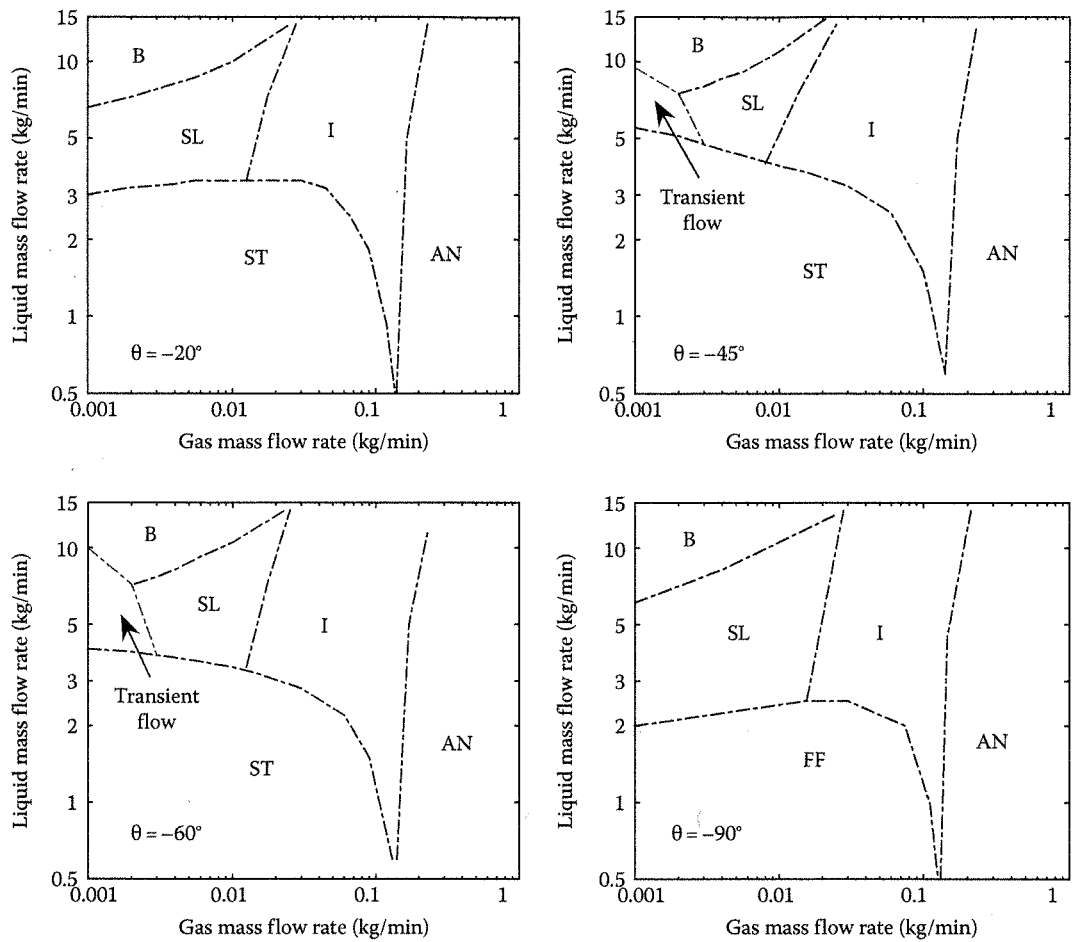 15
10
5
3
2
1
0.5
Liquid mass flow rate (kg/min)
B
SL
I
ST
AN
θ = −20°
0.001
0.01
0.1
1
Gas mass flow rate (kg/min)
15
10
5
3
2
1
0.5
Liquid mass flow rate (kg/min)
B
SL
I
Transient
flow
ST
AN
θ = −45°
0.001
0.01
0.1
1
Gas mass flow rate (kg/min)
15
10
5
3
2
1
0.5
Liquid mass flow rate (kg/min)
B
SL
I
Transient
flow
ST
AN
θ = −60°
0.001
0.01
0.1
1
Gas mass flow rate (kg/min)
15
10
5
3
2
1
0.5
Liquid mass flow rate (kg/min)
B
SL
I
FF
AN
θ = −90°
0.001
0.01
0.1
1
Gas mass flow rate (kg/min)